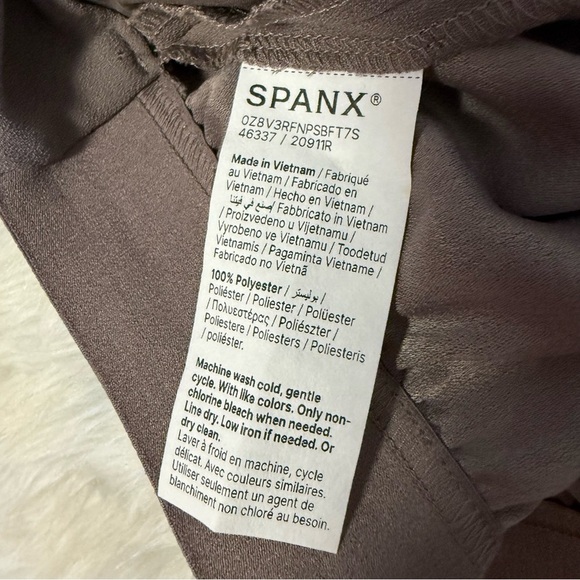 SPANX®
0Z8V3RFNPSBFT7S
46337 / 20911R
Made in Vietnam / Fabriqué
au Vietnam / Fabricado en
Vietnam / Hecho en Vietnam /
صنع في فيتنا / Fabbricato in Vietnam
/ Proizvedeno u Vijetnamu /
Vyrobeno ve Vietnamu / Toodetud
Vietnamis / Pagaminta Vietname /
Fabricado no Vietnã
100% Polyester / بوليستر /
Poliéster / Poliester / Polüester
/ Πολυεστέρας / Poliészter /
Poliestere / Poliesters / Poliesteris
/ poliéster.
Machine wash cold, gentle
cycle. With like colors. Only non-
chlorine bleach when needed.
Line dry. Low iron if needed. Or
dry clean.
Laver à froid en machine, cycle
délicat. Avec couleurs similaires.
Utiliser seulement un agent de
blanchiment non chloré au besoin.